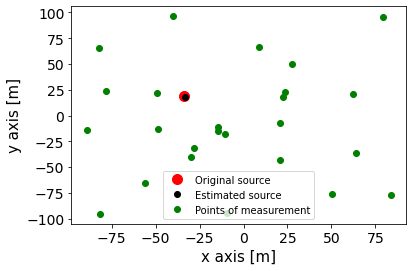 100
75
50
25
0
−25
−50
−75
−100
y axis [m]
Original source
Estimated source
Points of measurement
−75 −50 −25 0 25 50 75
x axis [m]